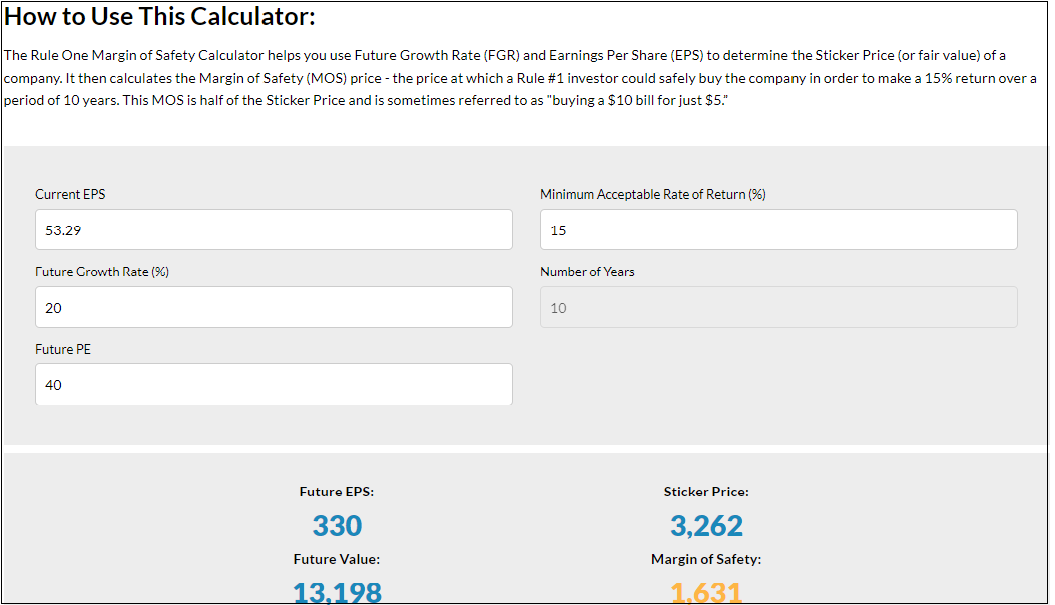 How to Use This Calculator:
The Rule One Margin of Safety Calculator helps you use Future Growth Rate (FGR) and Earnings Per Share (EPS) to determine the Sticker Price (or fair value) of a
company. It then calculates the Margin of Safety (MOS) price - the price at which a Rule #1 investor could safely buy the company in order to make a 15% return over a
period of 10 years. This MOS is half of the Sticker Price and is sometimes referred to as "buying a $10 bill for just $5."
Current EPS
53.29
Minimum Acceptable Rate of Return (%)
15
Future Growth Rate (%)
20
Number of Years
10
Future PE
40
Future EPS:
330
Sticker Price:
3,262
Future Value:
13,198
Margin of Safety:
1,631